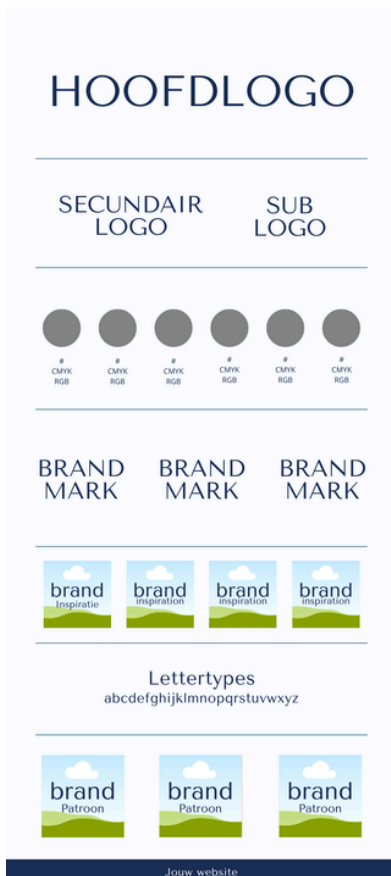 HOOFDLOGO
SECUNDAIR
LOGO
SUB
LOGO
#
CMYK
RGB
#
CMYK
RGB
#
CMYK
RGB
#
CMYK
RGB
#
CMYK
RGB
#
CMYK
RGB
BRAND
MARK
BRAND
MARK
BRAND
MARK
brand
Inspiratie
brand
inspiration
brand
inspiration
brand
inspiration
Lettertypes
abcdefghijklmnopqrstuvwxyz
brand
Patroon
brand
Patroon
brand
Patroon
Jouw website